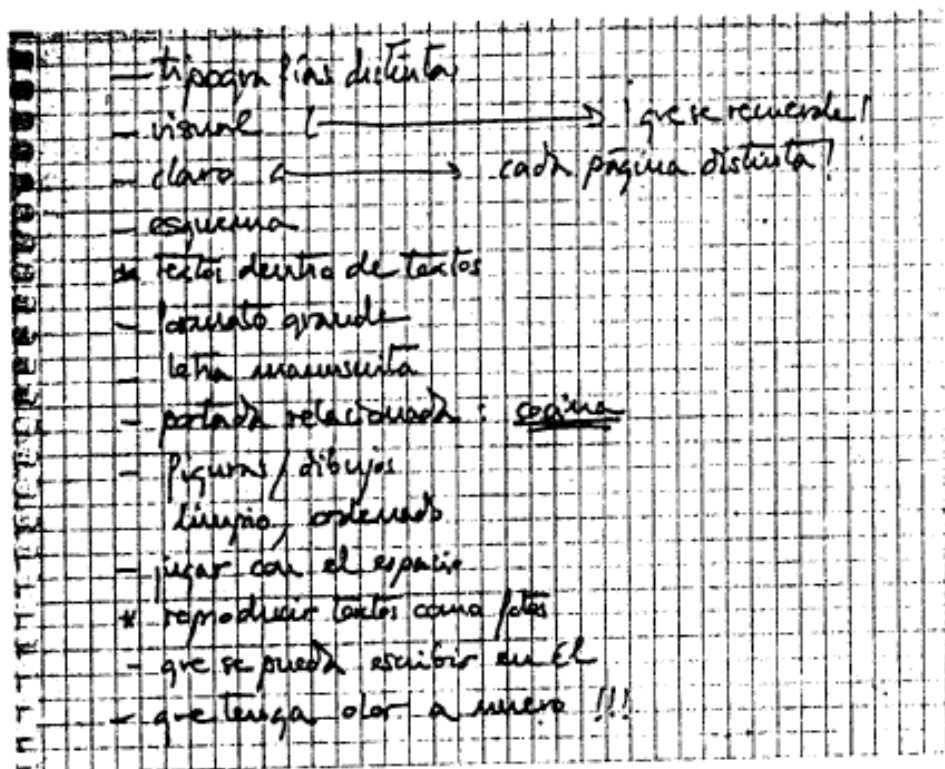 - tipografías distintas
- visual ⟶ ¡que se recuerde!
- claro ⟶ cada página distinta!
- esquema
* textos dentro de textos
- formato grande
- letra manuscrita
- portada relacionada: cocina
- figuras / dibujos
limpio, ordenado
- jugar con el espacio
* reproducir textos como fotos
- que se pueda escribir en él
- que tenga olor a nuevo !!!